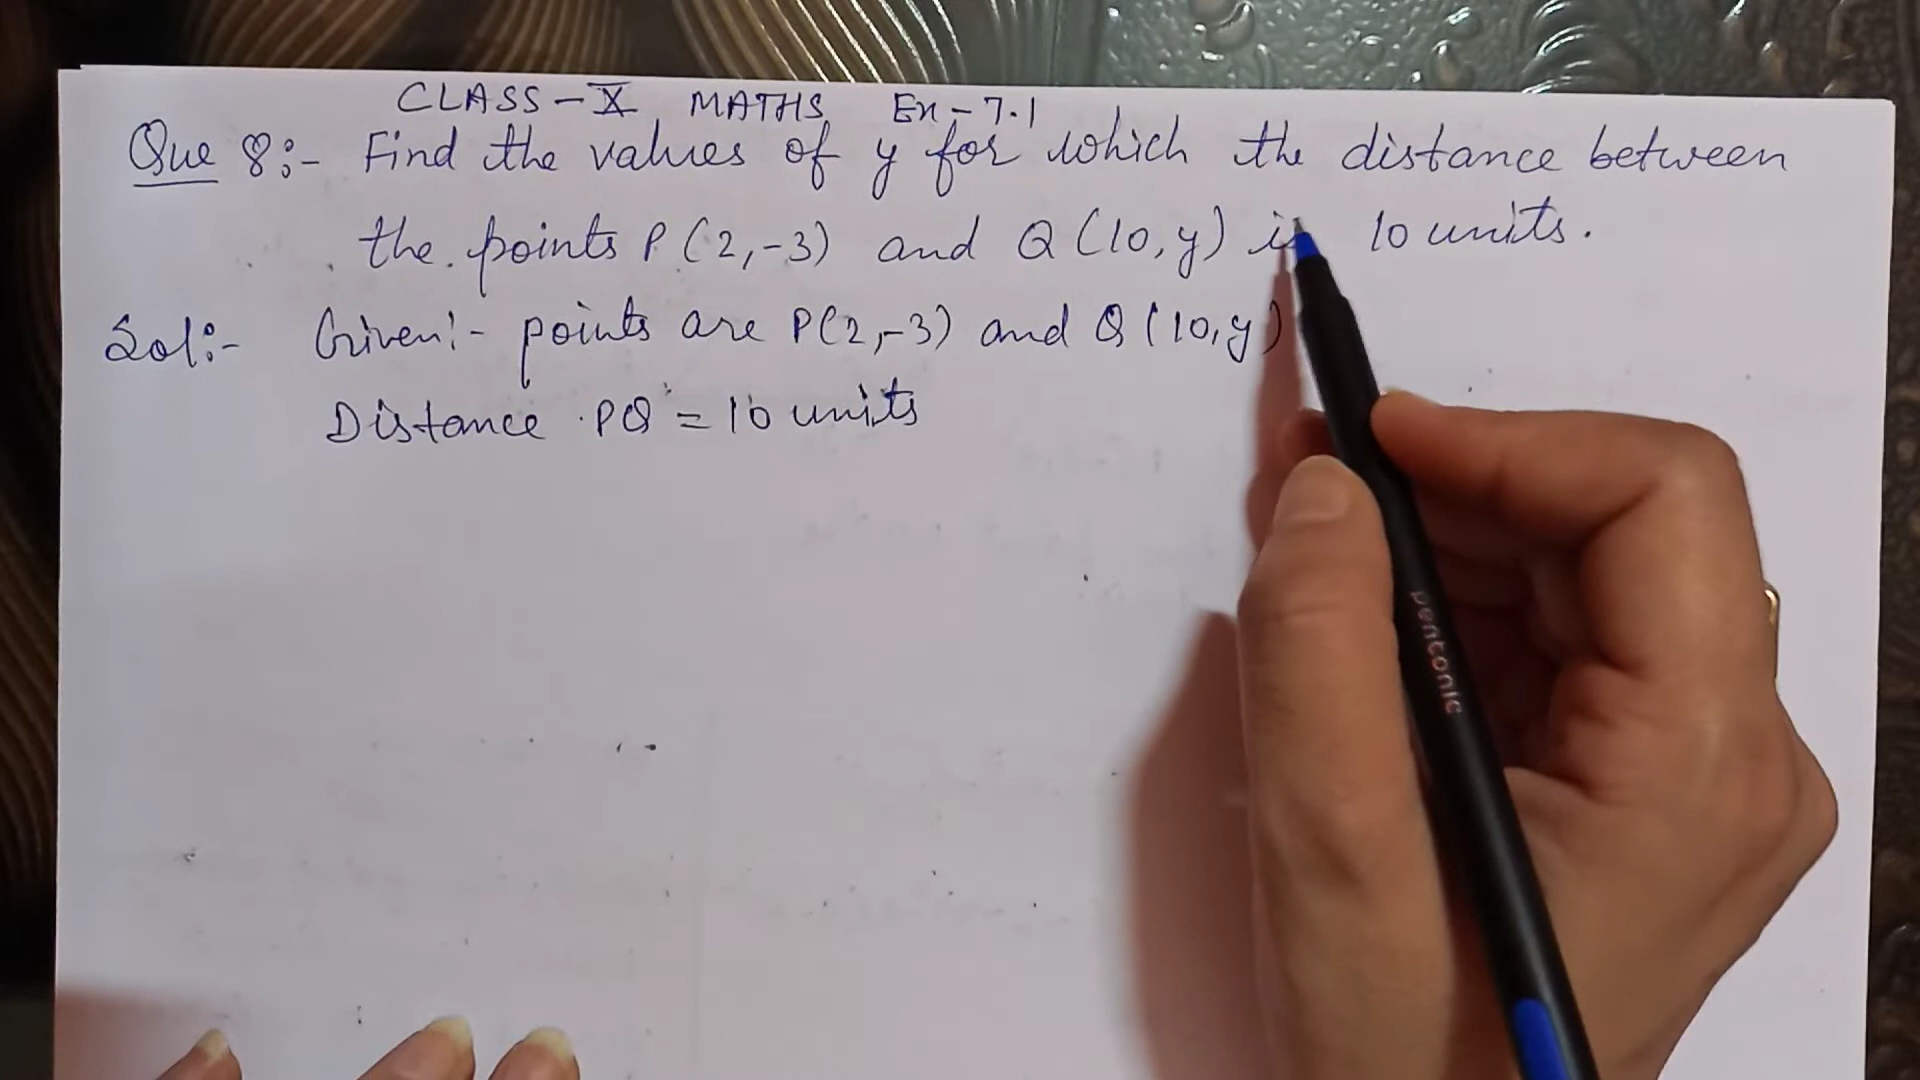 CLASS-X MATHS Ex-7.1
Que 8:- Find the values of y for which the distance between
the points P(2,-3) and Q(10,y) is 10 units.
Sol:- Given:- points are P(2,-3) and Q(10,y)
Distance PQ = 10 units
pentonic